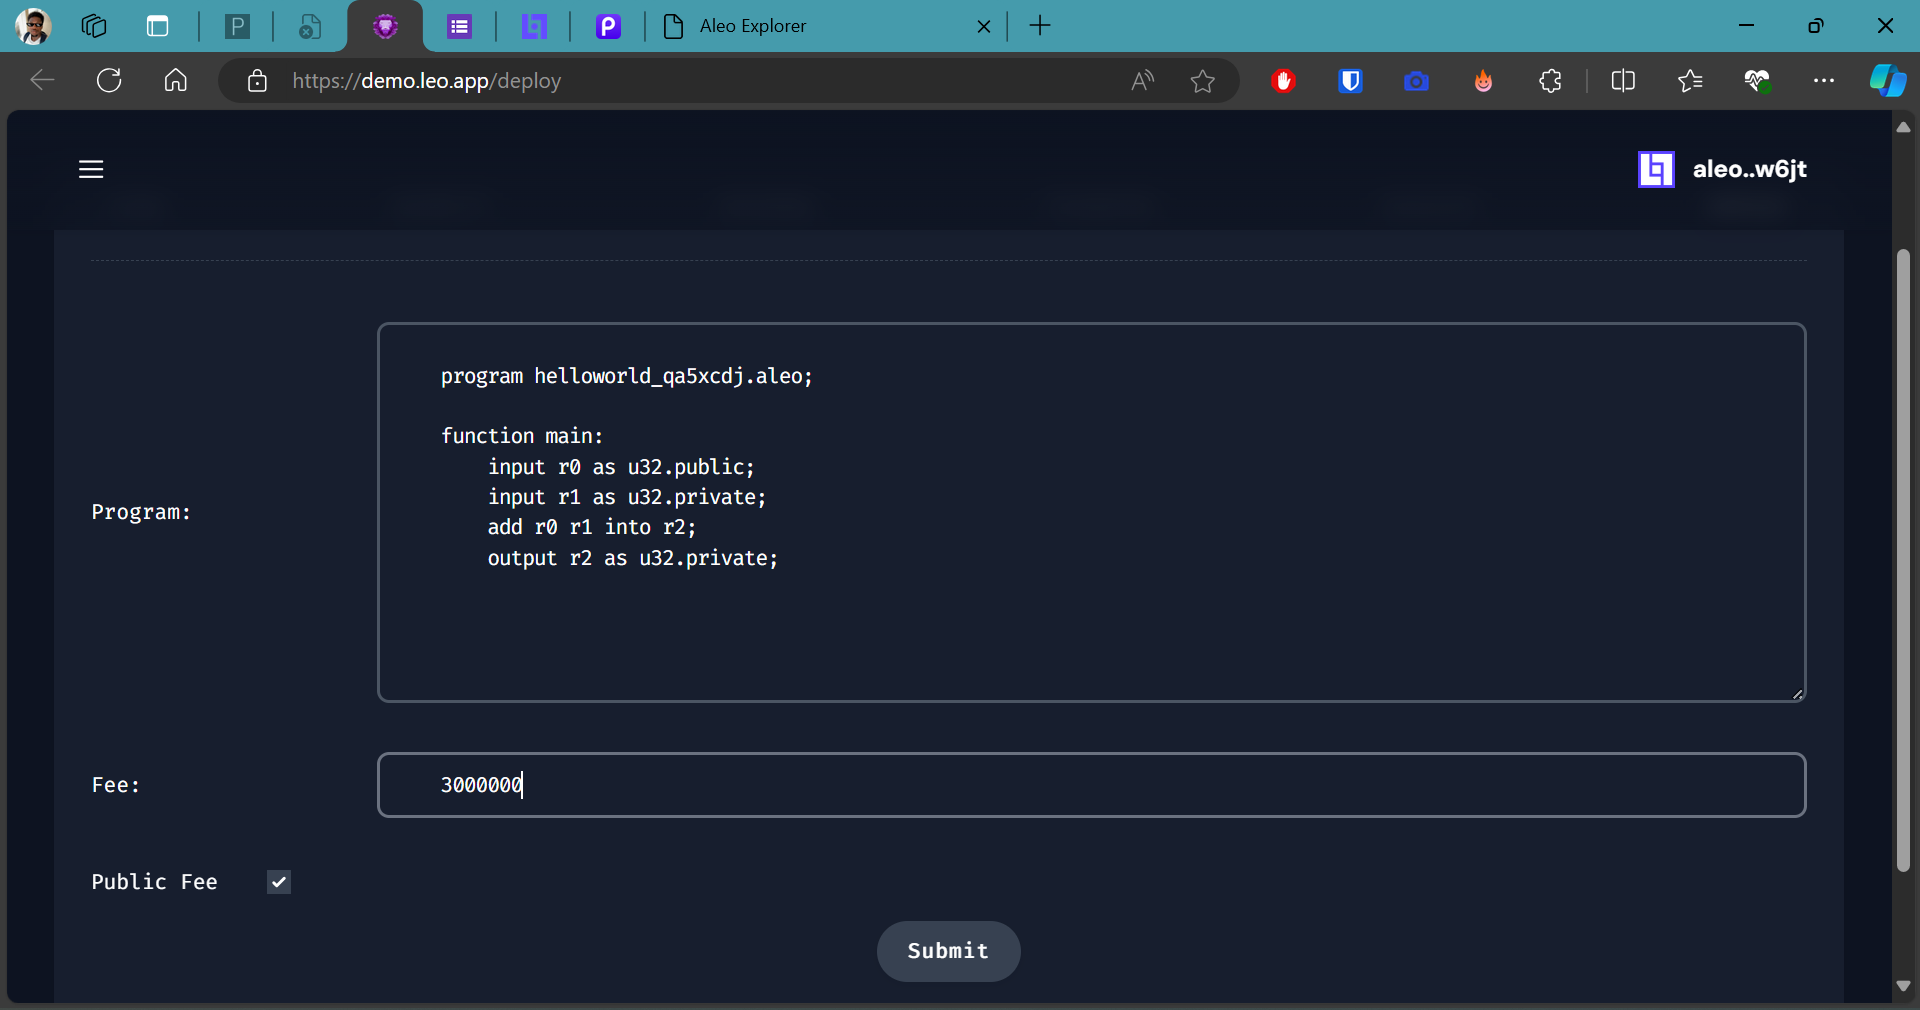 Aleo Explorer
https://demo.leo.app/deploy
aleo..w6jt
Program:
program helloworld_qa5xcdj.aleo;
function main:
input r0 as u32.public;
input r1 as u32.private;
add r0 r1 into r2;
output r2 as u32.private;
Fee:
3000000
Public Fee
Submit